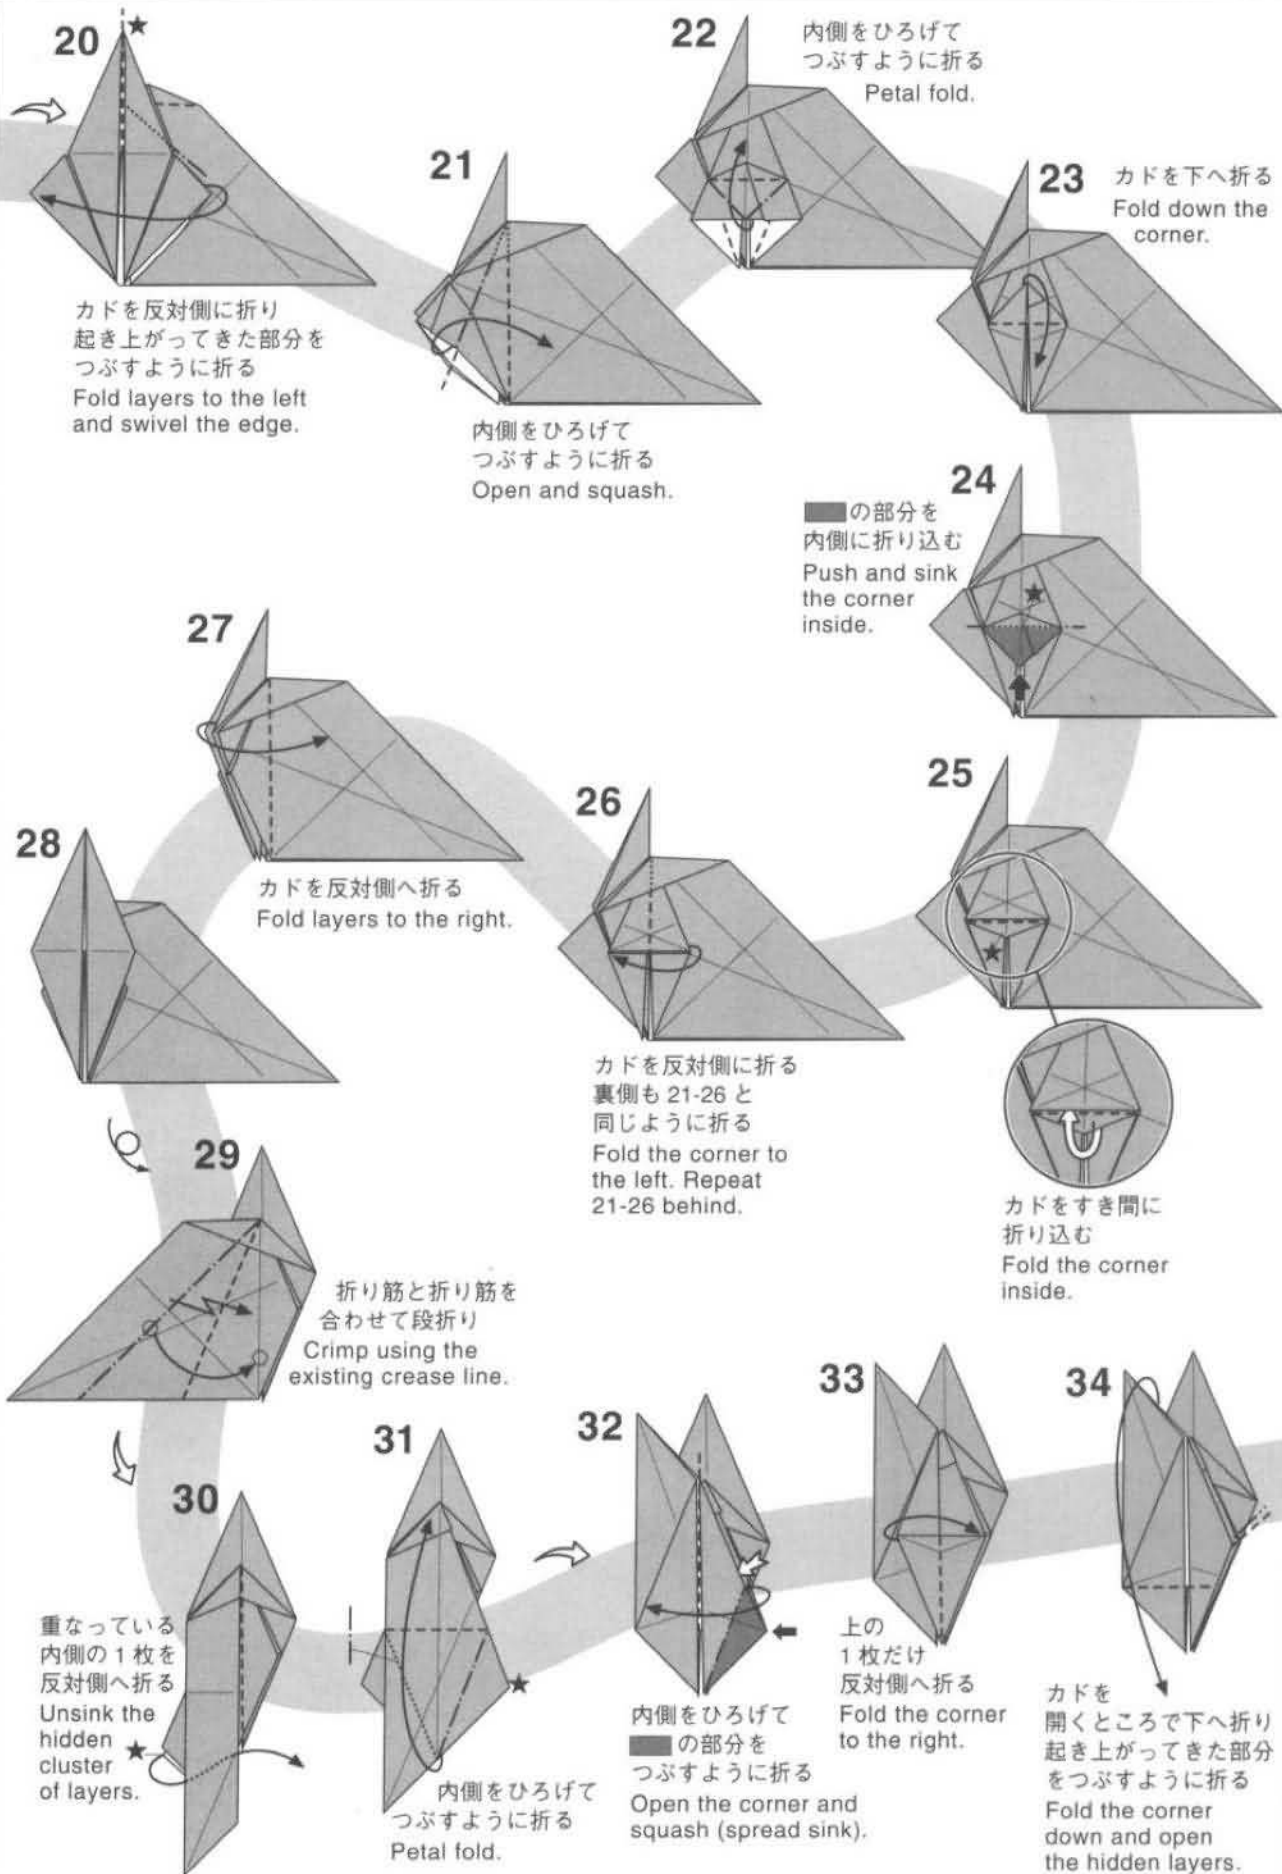 20
カドを反対側に折り
起き上がってきた部分を
つぶすように折る
Fold layers to the left
and swivel the edge.
21
内側をひろげて
つぶすように折る
Open and squash.
22
内側をひろげて
つぶすように折る
Petal fold.
23
カドを下へ折る
Fold down the
corner.
24
の部分を
内側に折り込む
Push and sink
the corner
inside.
25
カドをすき間に
折り込む
Fold the corner
inside.
26
カドを反対側に折る
裏側も 21-26 と
同じように折る
Fold the corner to
the left. Repeat
21-26 behind.
27
カドを反対側へ折る
Fold layers to the right.
28
29
折り筋と折り筋を
合わせて段折り
Crimp using the
existing crease line.
30
重なっている
内側の 1 枚を
反対側へ折る
Unsink the
hidden
cluster
of layers.
31
内側をひろげて
つぶすように折る
Petal fold.
32
内側をひろげて
の部分を
つぶすように折る
Open the corner and
squash (spread sink).
33
上の
1 枚だけ
反対側へ折る
Fold the corner
to the right.
34
カドを
開くところで下へ折り
起き上がってきた部分
をつぶすように折る
Fold the corner
down and open
the hidden layers.